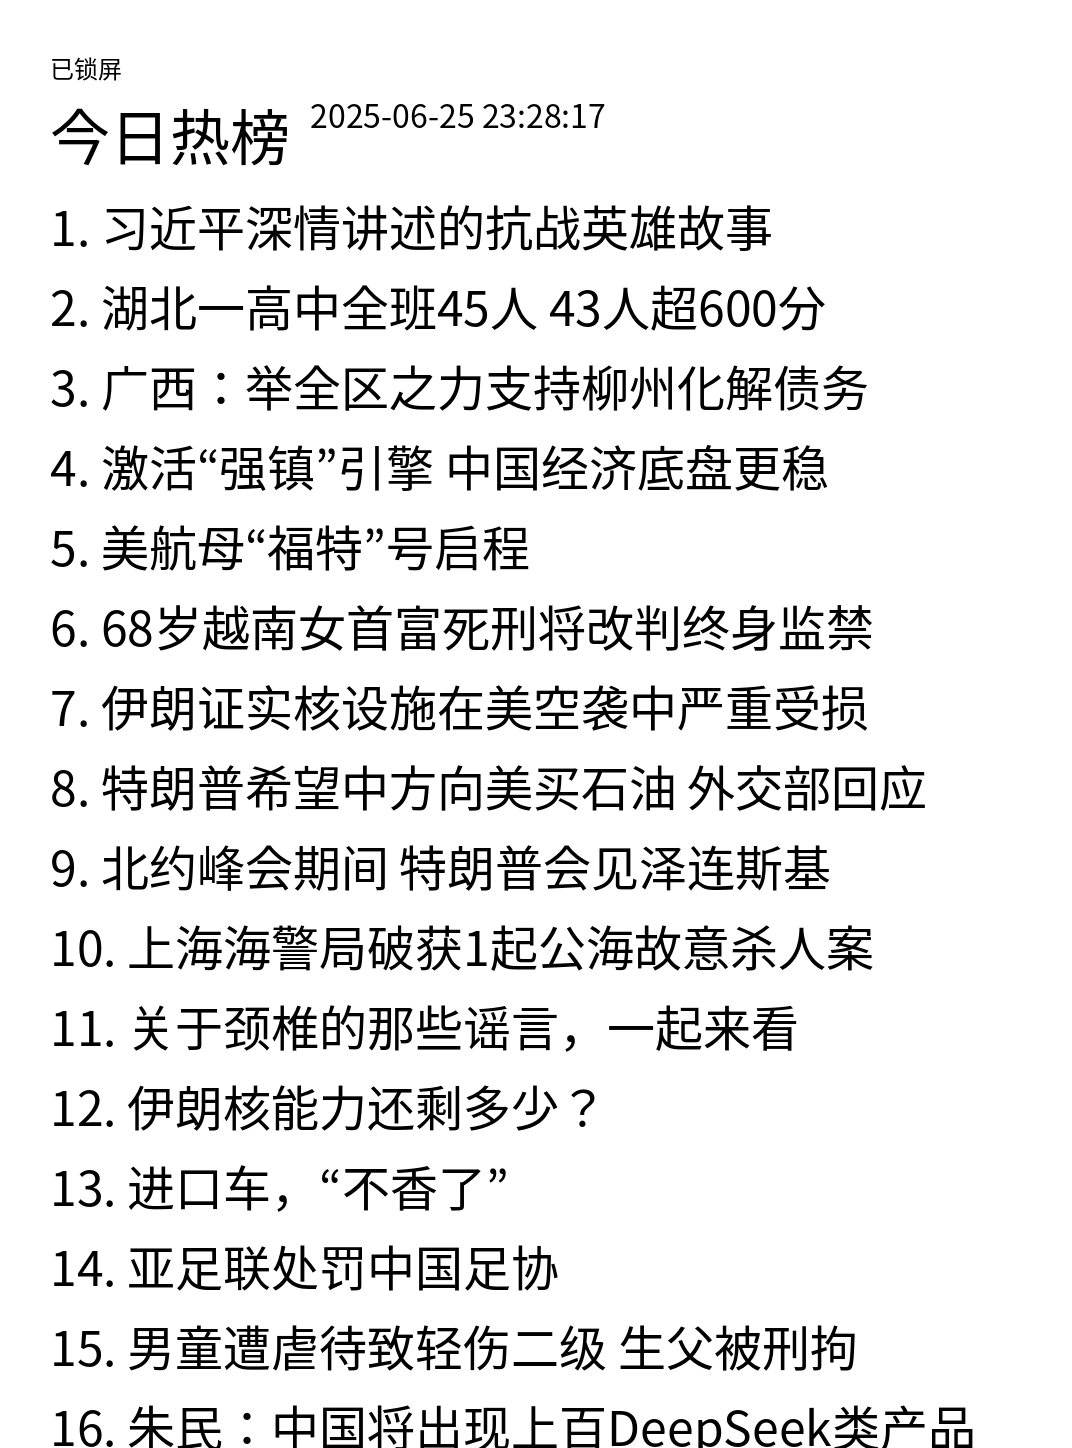 已锁屏
今日热榜 2025-06-25 23:28:17
1. 习近平深情讲述的抗战英雄故事
2. 湖北一高中全班45人 43人超600分
3. 广西：举全区之力支持柳州化解债务
4. 激活“强镇”引擎 中国经济底盘更稳
5. 美航母“福特”号启程
6. 68岁越南女首富死刑将改判终身监禁
7. 伊朗证实核设施在美空袭中严重受损
8. 特朗普希望中方向美买石油 外交部回应
9. 北约峰会期间 特朗普会见泽连斯基
10. 上海海警局破获1起公海故意杀人案
11. 关于颈椎的那些谣言，一起来看
12. 伊朗核能力还剩多少？
13. 进口车，“不香了”
14. 亚足联处罚中国足协
15. 男童遭虐待致轻伤二级 生父被刑拘
16. 朱民：中国将出现上百DeepSeek类产品